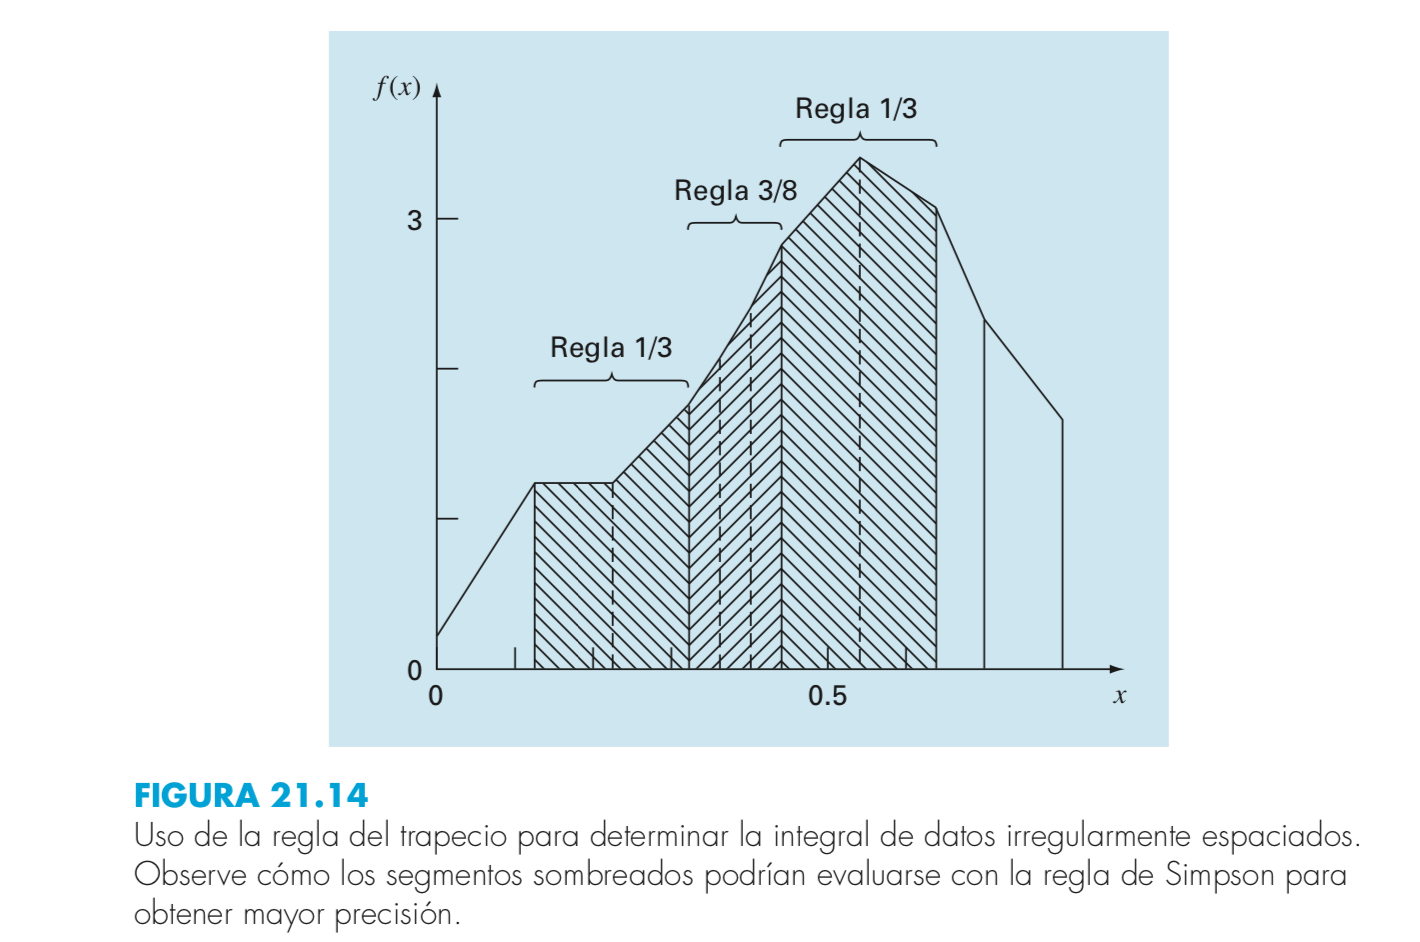 f(x)
Regla 1/3
Regla 3/8
3
Regla 1/3
0
0
0.5
x
FIGURA 21.14
Uso de la regla del trapecio para determinar la integral de datos irregularmente espaciados.
Observe cómo los segmentos sombreados podrían evaluarse con la regla de Simpson para
obtener mayor precisión.